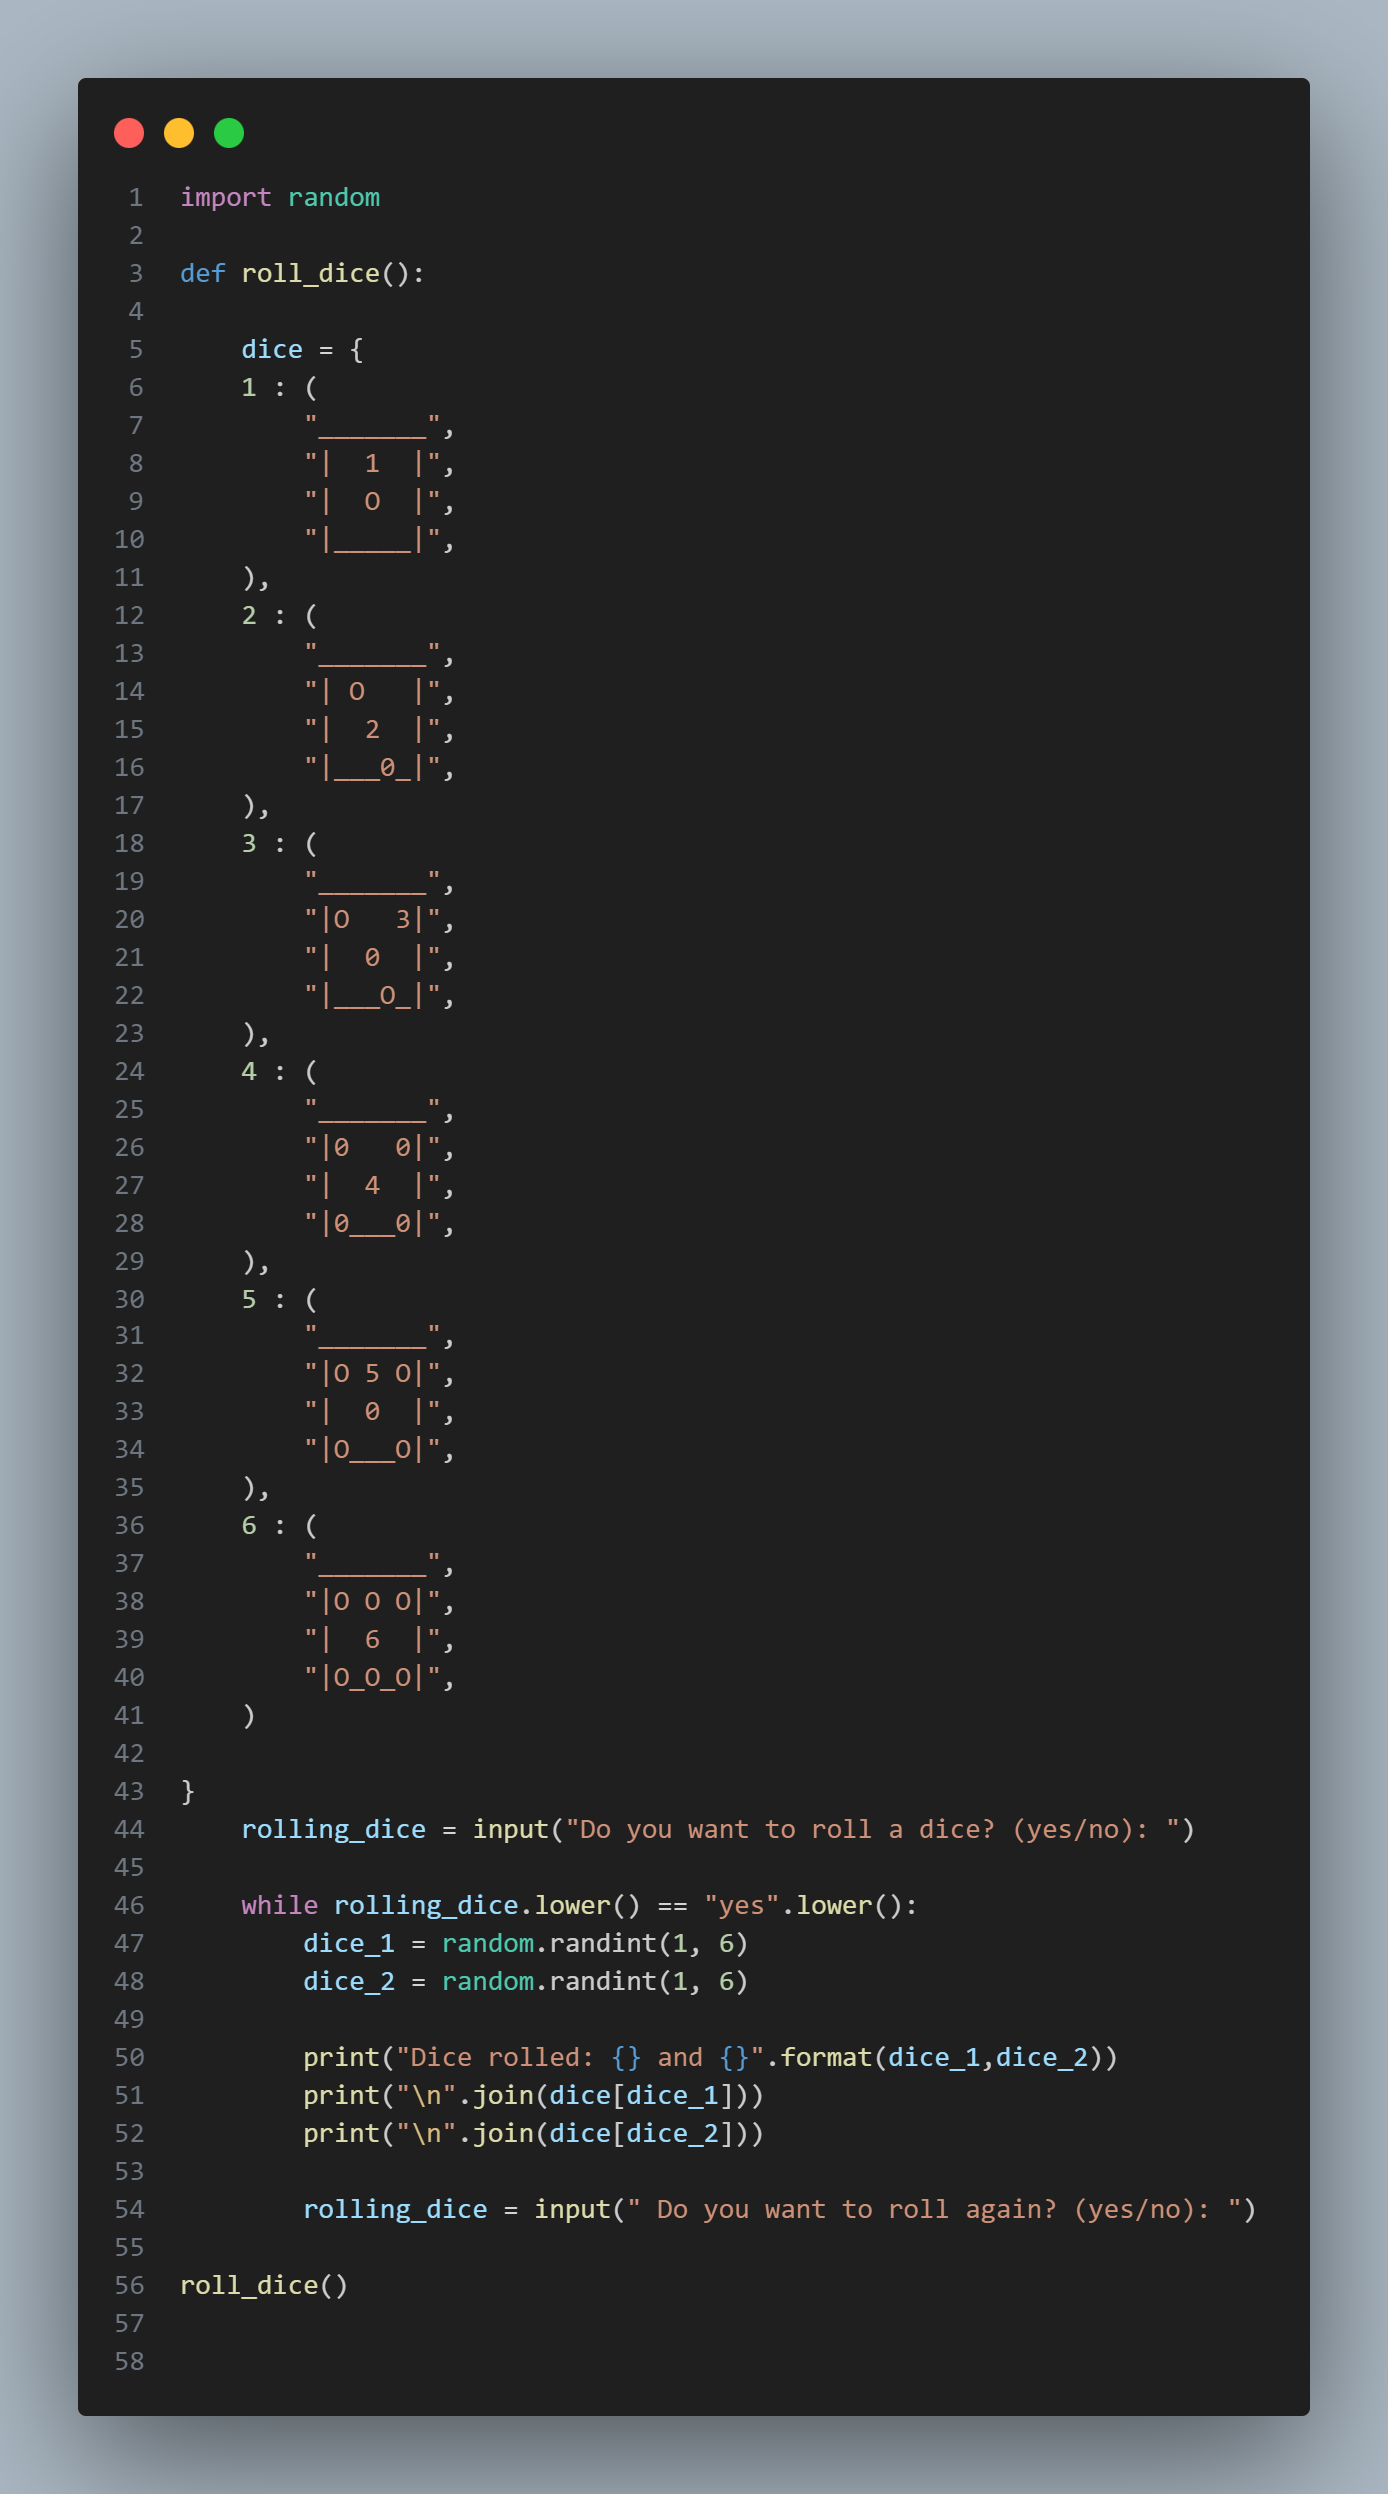 1 import random
2
3 def roll_dice():
4
5     dice = {
6     1 : (
7         "_______",
8         "|  1  |",
9         "|  O  |",
10         "|_____|",
11     ),
12     2 : (
13         "_______",
14         "| O   |",
15         "|  2  |",
16         "|___0_|",
17     ),
18     3 : (
19         "_______",
20         "|O   3|",
21         "|  0  |",
22         "|___O_|",
23     ),
24     4 : (
25         "_______",
26         "|0   0|",
27         "|  4  |",
28         "|0___0|",
29     ),
30     5 : (
31         "_______",
32         "|O 5 O|",
33         "|  0  |",
34         "|O___O|",
35     ),
36     6 : (
37         "_______",
38         "|O O O|",
39         "|  6  |",
40         "|O_O_O|",
41     )
42
43 }
44     rolling_dice = input("Do you want to roll a dice? (yes/no): ")
45
46     while rolling_dice.lower() == "yes".lower():
47         dice_1 = random.randint(1, 6)
48         dice_2 = random.randint(1, 6)
49
50         print("Dice rolled: {} and {}".format(dice_1,dice_2))
51         print("\n".join(dice[dice_1]))
52         print("\n".join(dice[dice_2]))
53
54         rolling_dice = input(" Do you want to roll again? (yes/no): ")
55
56 roll_dice()
57
58